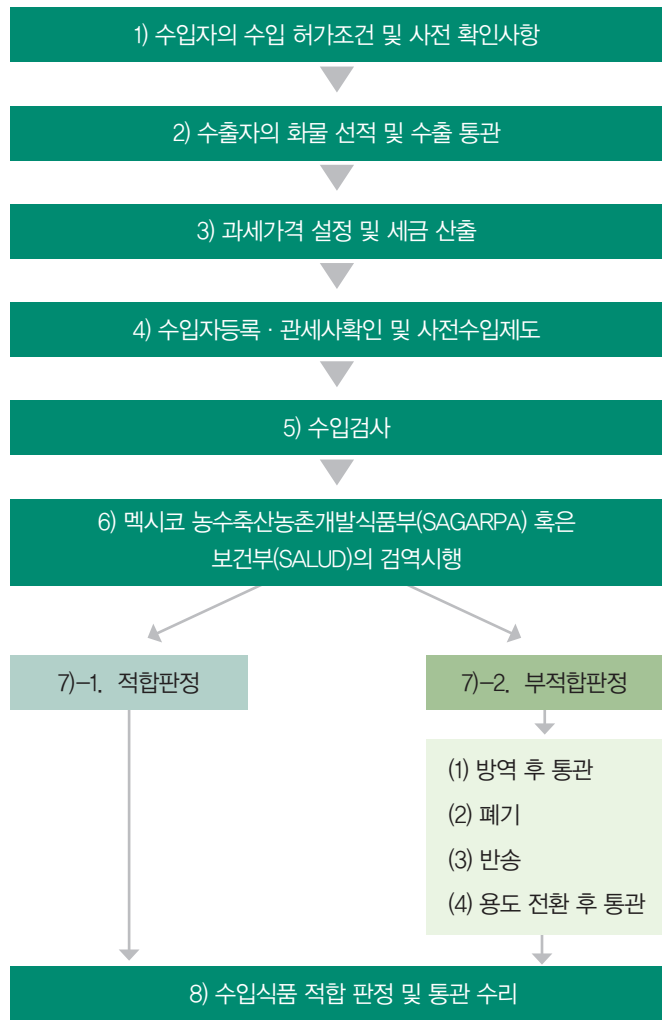 1) 수입자의 수입 허가조건 및 사전 확인사항
2) 수출자의 화물 선적 및 수출 통관
3) 과세가격 설정 및 세금 산출
4) 수입자등록 · 관세사확인 및 사전수입제도
5) 수입검사
6) 멕시코 농수축산농촌개발식품부(SAGARPA) 혹은
보건부(SALUD)의 검역시행
7)-1. 적합판정
7)-2. 부적합판정
(1) 방역 후 통관
(2) 폐기
(3) 반송
(4) 용도 전환 후 통관
8) 수입식품 적합 판정 및 통관 수리